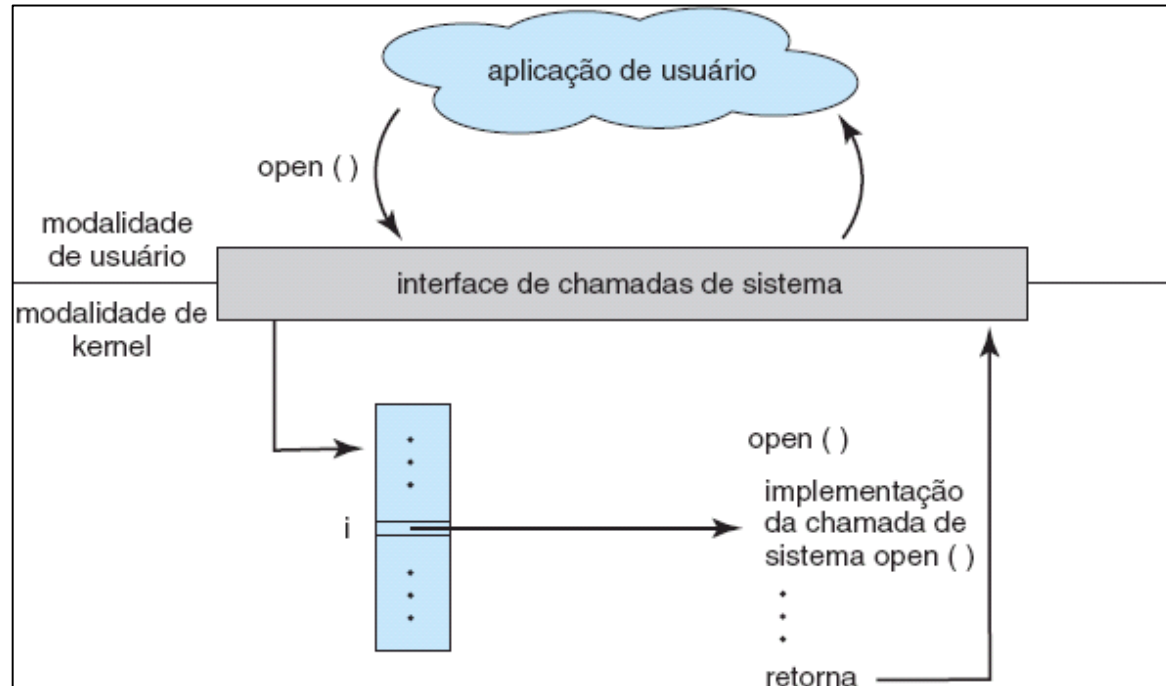 aplicação de usuário
open ( )
modalidade
de usuário
interface de chamadas de sistema
modalidade de
kernel
open ( )
i
implementação
da chamada de
sistema open ( )
retorna